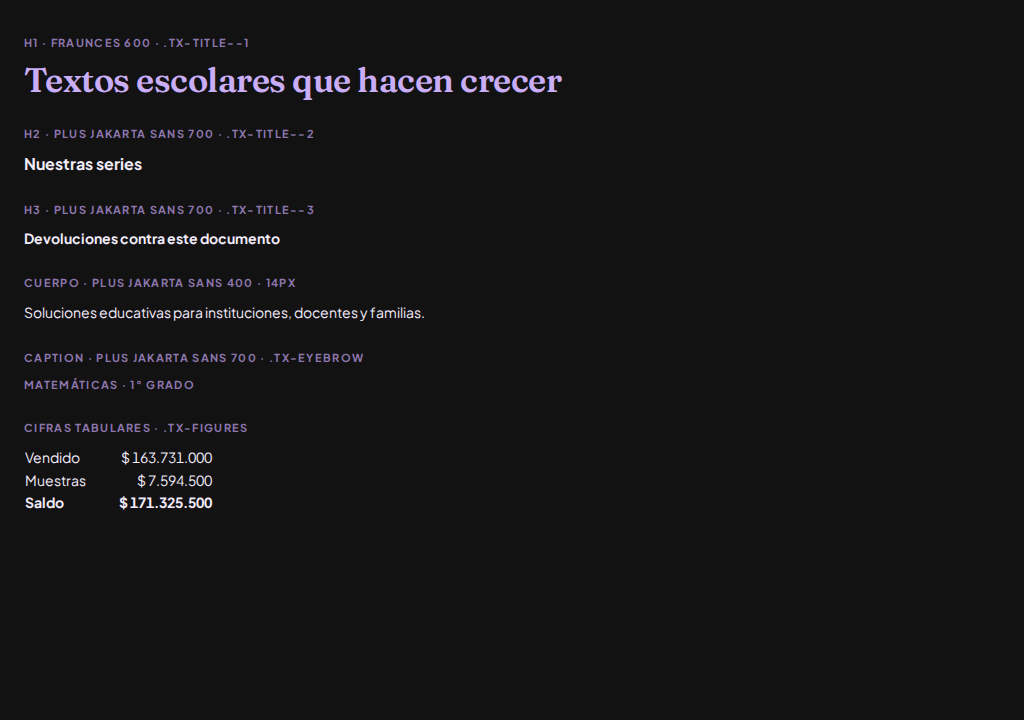 H1 · FRAUNCES 600 · .TX-TITLE--1
Textos escolares que hacen crecer
H2 · PLUS JAKARTA SANS 700 · .TX-TITLE--2
Nuestras series
H3 · PLUS JAKARTA SANS 700 · .TX-TITLE--3
Devoluciones contra este documento
CUERPO · PLUS JAKARTA SANS 400 · 14PX
Soluciones educativas para instituciones, docentes y familias.
CAPTION · PLUS JAKARTA SANS 700 · .TX-EYEBROW
MATEMÁTICAS · 1° GRADO
CIFRAS TABULARES · .TX-FIGURES
Vendido $ 163.731.000
Muestras $ 7.594.500
Saldo $ 171.325.500